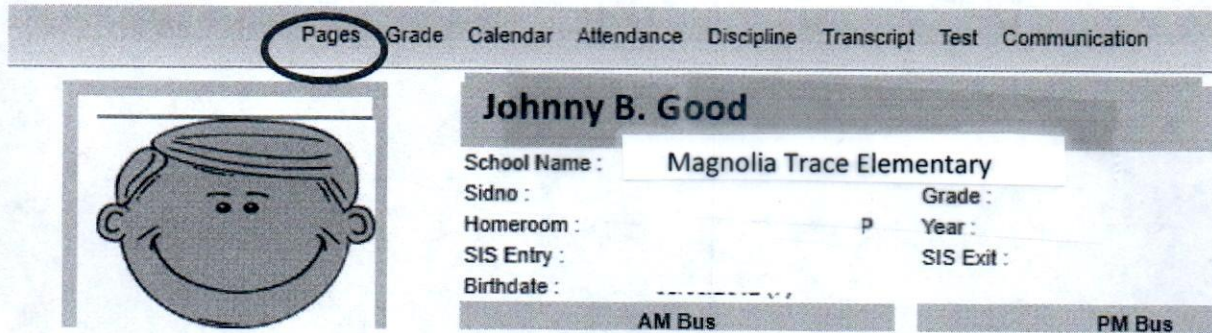 Pages Grade Calendar Attendance Discipline Transcript Test Communication
Johnny B. Good
School Name : Magnolia Trace Elementary
Sidno : Grade :
Homeroom : P Year :
SIS Entry : SIS Exit :
Birthdate :
AM Bus PM Bus